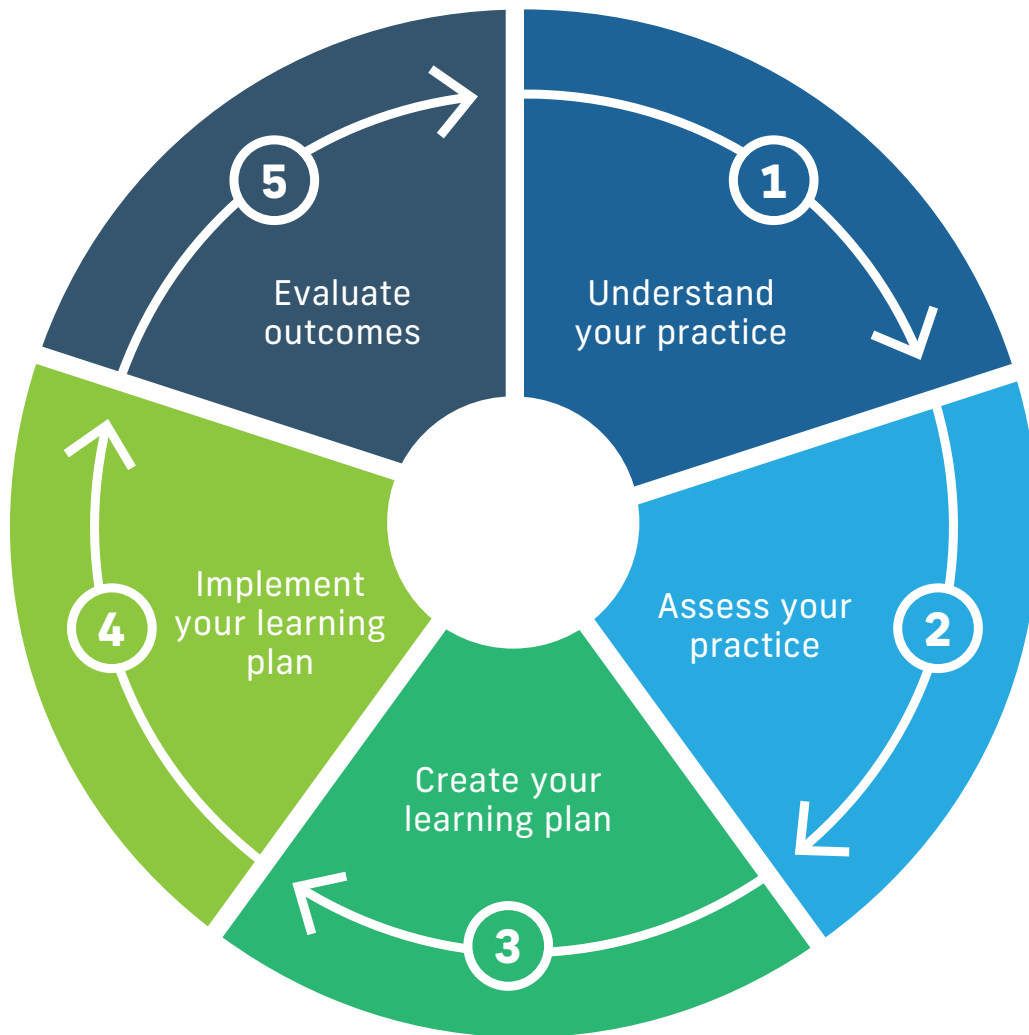 1
Understand
your practice
2
Assess your
practice
3
Create your
learning plan
4
Implement
your learning
plan
5
Evaluate
outcomes